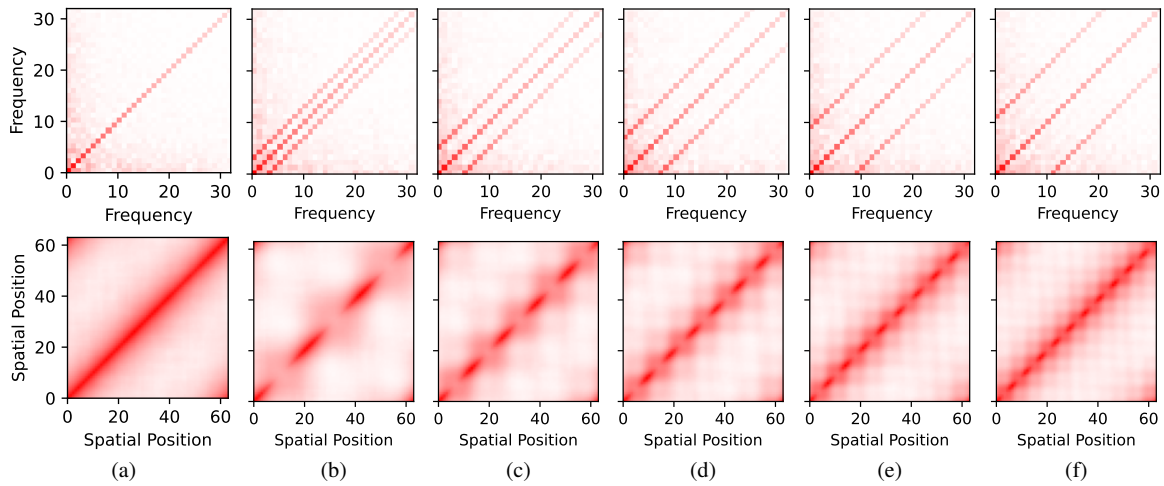 Frequency
30
20
10
0
0 10 20 30
0 10 20 30
0 10 20 30
0 10 20 30
0 10 20 30
0 10 20 30
Frequency Frequency Frequency Frequency Frequency Frequency
Spatial Position
60
40
20
0
0 20 40 60
0 20 40 60
0 20 40 60
0 20 40 60
0 20 40 60
0 20 40 60
Spatial Position Spatial Position Spatial Position Spatial Position Spatial Position Spatial Position
(a) (b) (c) (d) (e) (f)